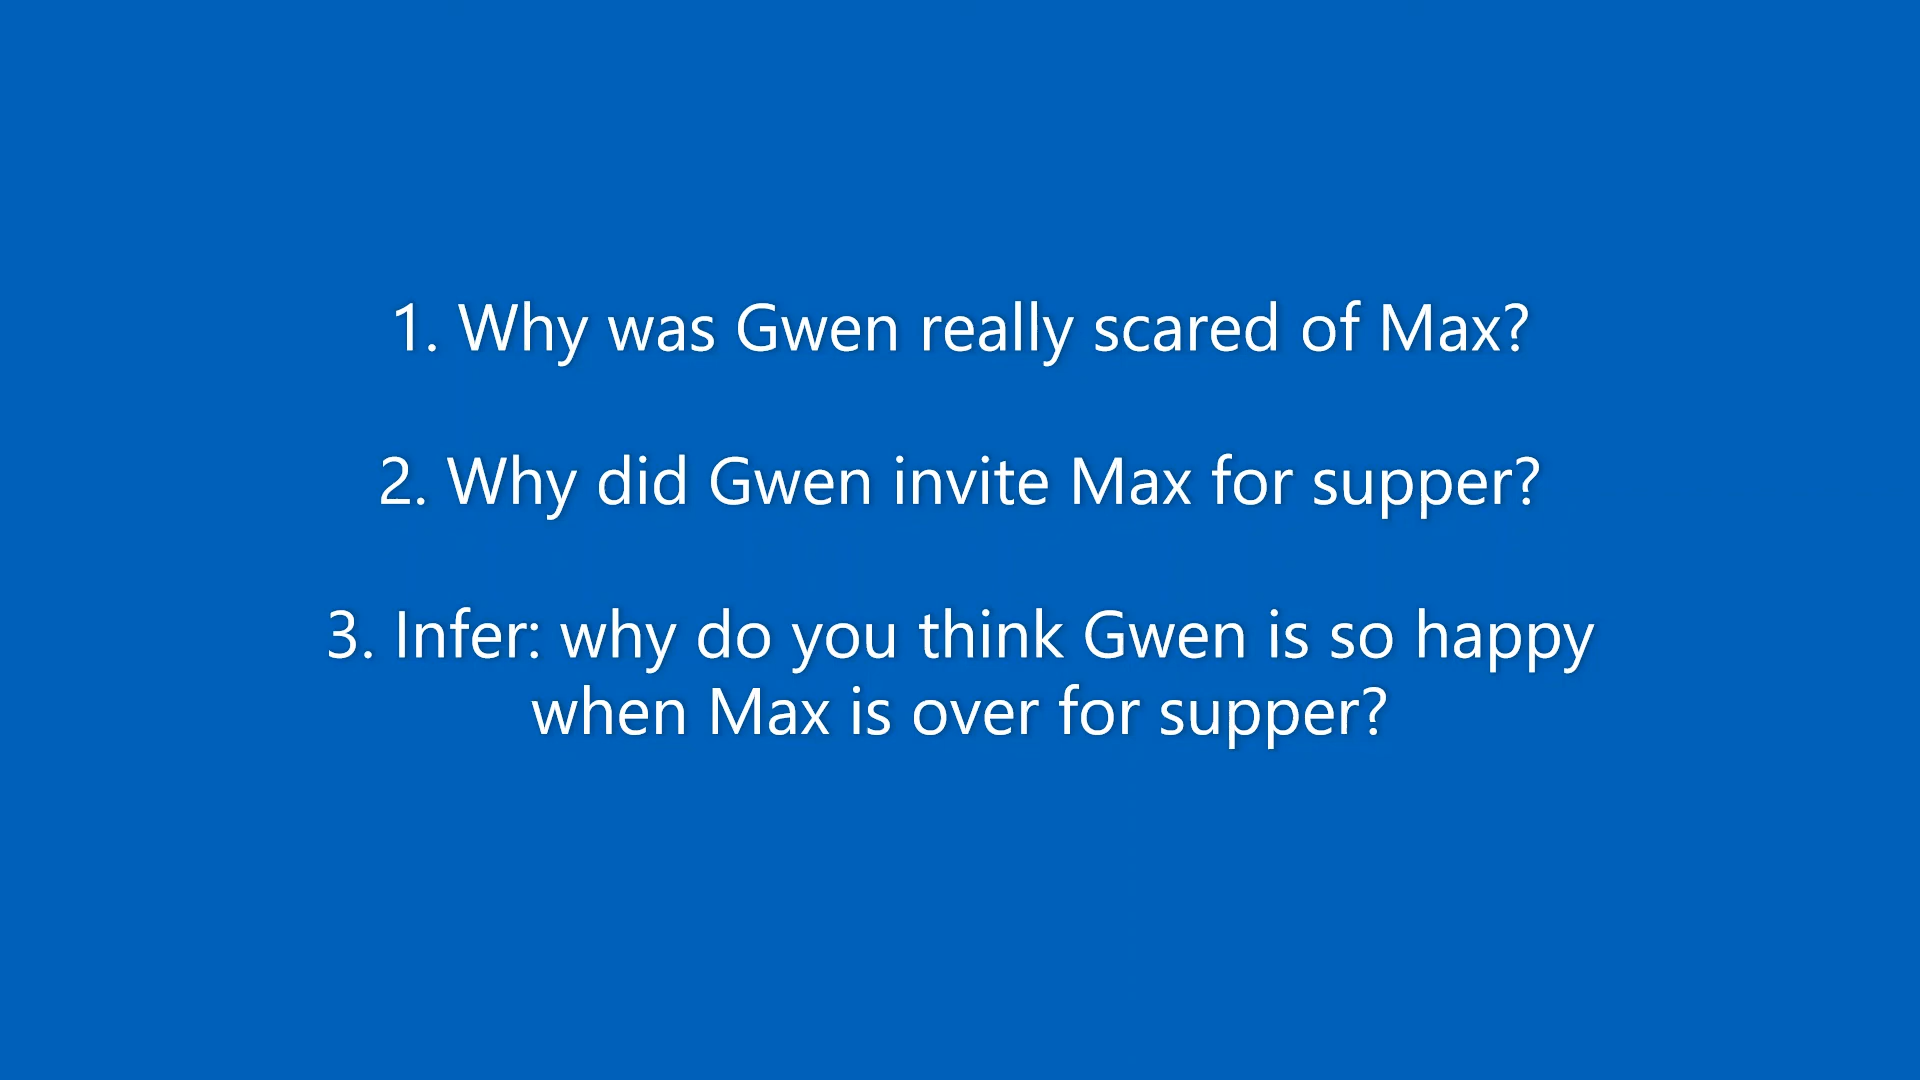 1. Why was Gwen really scared of Max?
2. Why did Gwen invite Max for supper?
3. Infer: why do you think Gwen is so happy
when Max is over for supper?